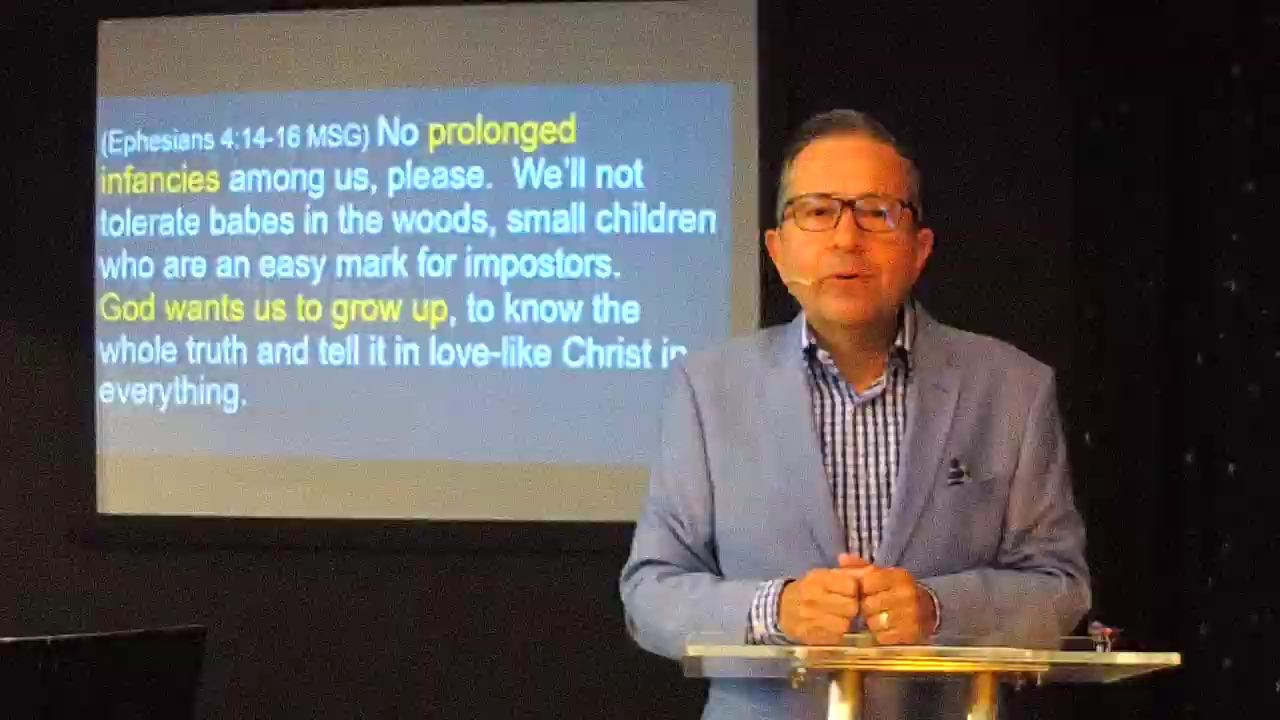 (Ephesians 4:14-16 MSG) No prolonged
infancies among us, please. We'll not
tolerate babes in the woods, small children
who are an easy mark for impostors.
God wants us to grow up, to know the
whole truth and tell it in love-like Christ in
everything.